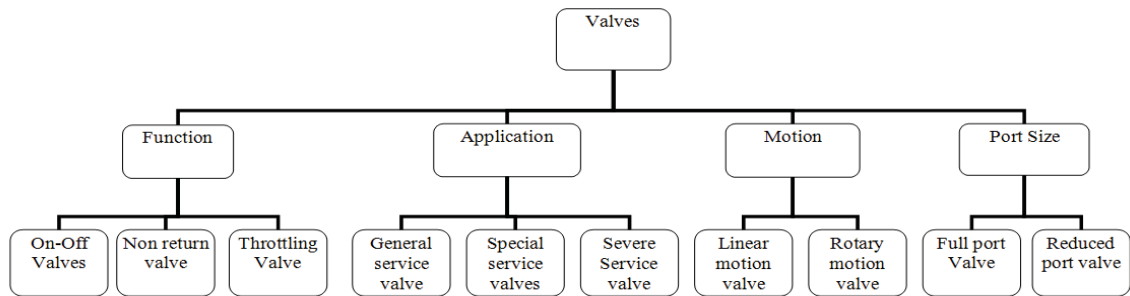 Valves
Function
Application
Motion
Port Size
On-Off
Valves
Non return
valve
Throttling
Valve
General
service
valve
Special
service
valves
Severe
Service
valve
Linear
motion
valve
Rotary
motion
valve
Full port
Valve
Reduced
port valve